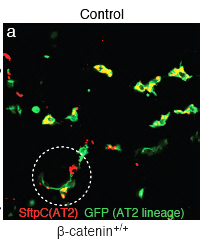 Control
a
SftpC(AT2) GFP (AT2 lineage)
β-catenin+/+